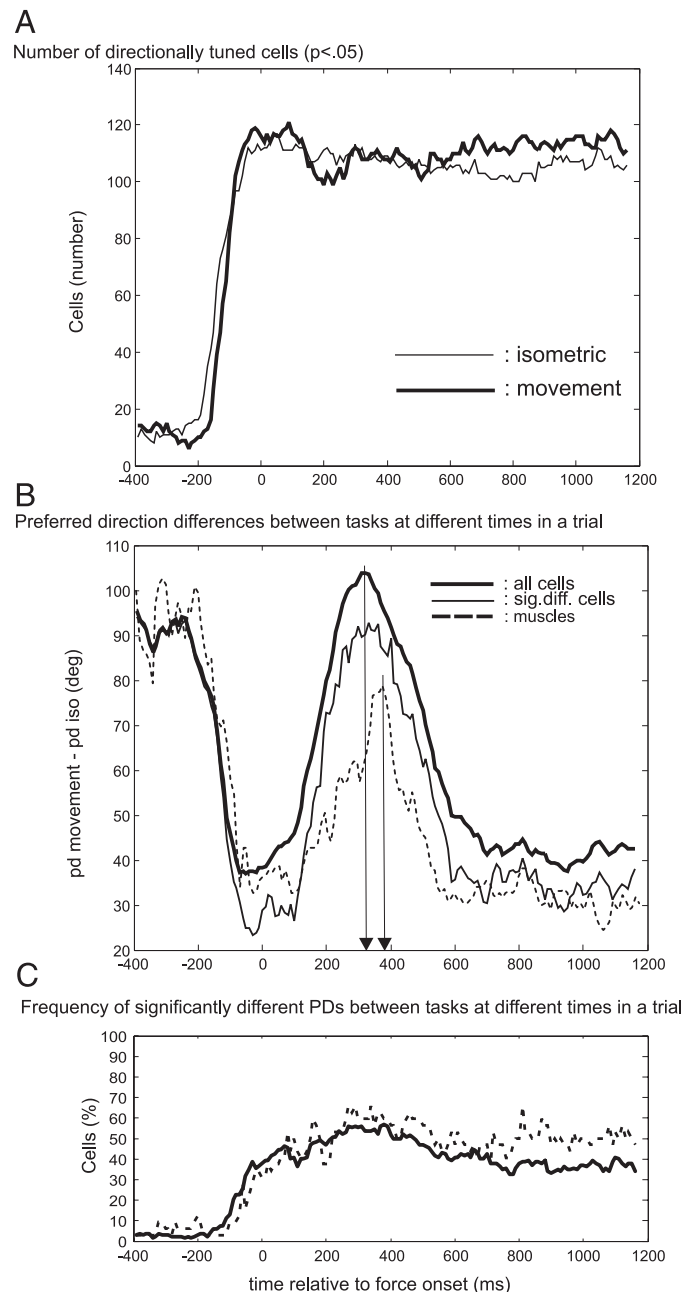 A
Number of directionally tuned cells (p<.05)
140
120
100
80
60
40
20
0
Cells (number)
: isometric
: movement
-400 -200 0 200 400 600 800 1000 1200
B
Preferred direction differences between tasks at different times in a trial
110
100
90
80
70
60
50
40
30
20
pd movement - pd iso (deg)
: all cells
: sig.diff. cells
: muscles
-400 -200 0 200 400 600 800 1000 1200
C
Frequency of significantly different PDs between tasks at different times in a trial
100
90
80
70
60
50
40
30
20
10
0
Cells (%)
-400 -200 0 200 400 600 800 1000 1200
time relative to force onset (ms)